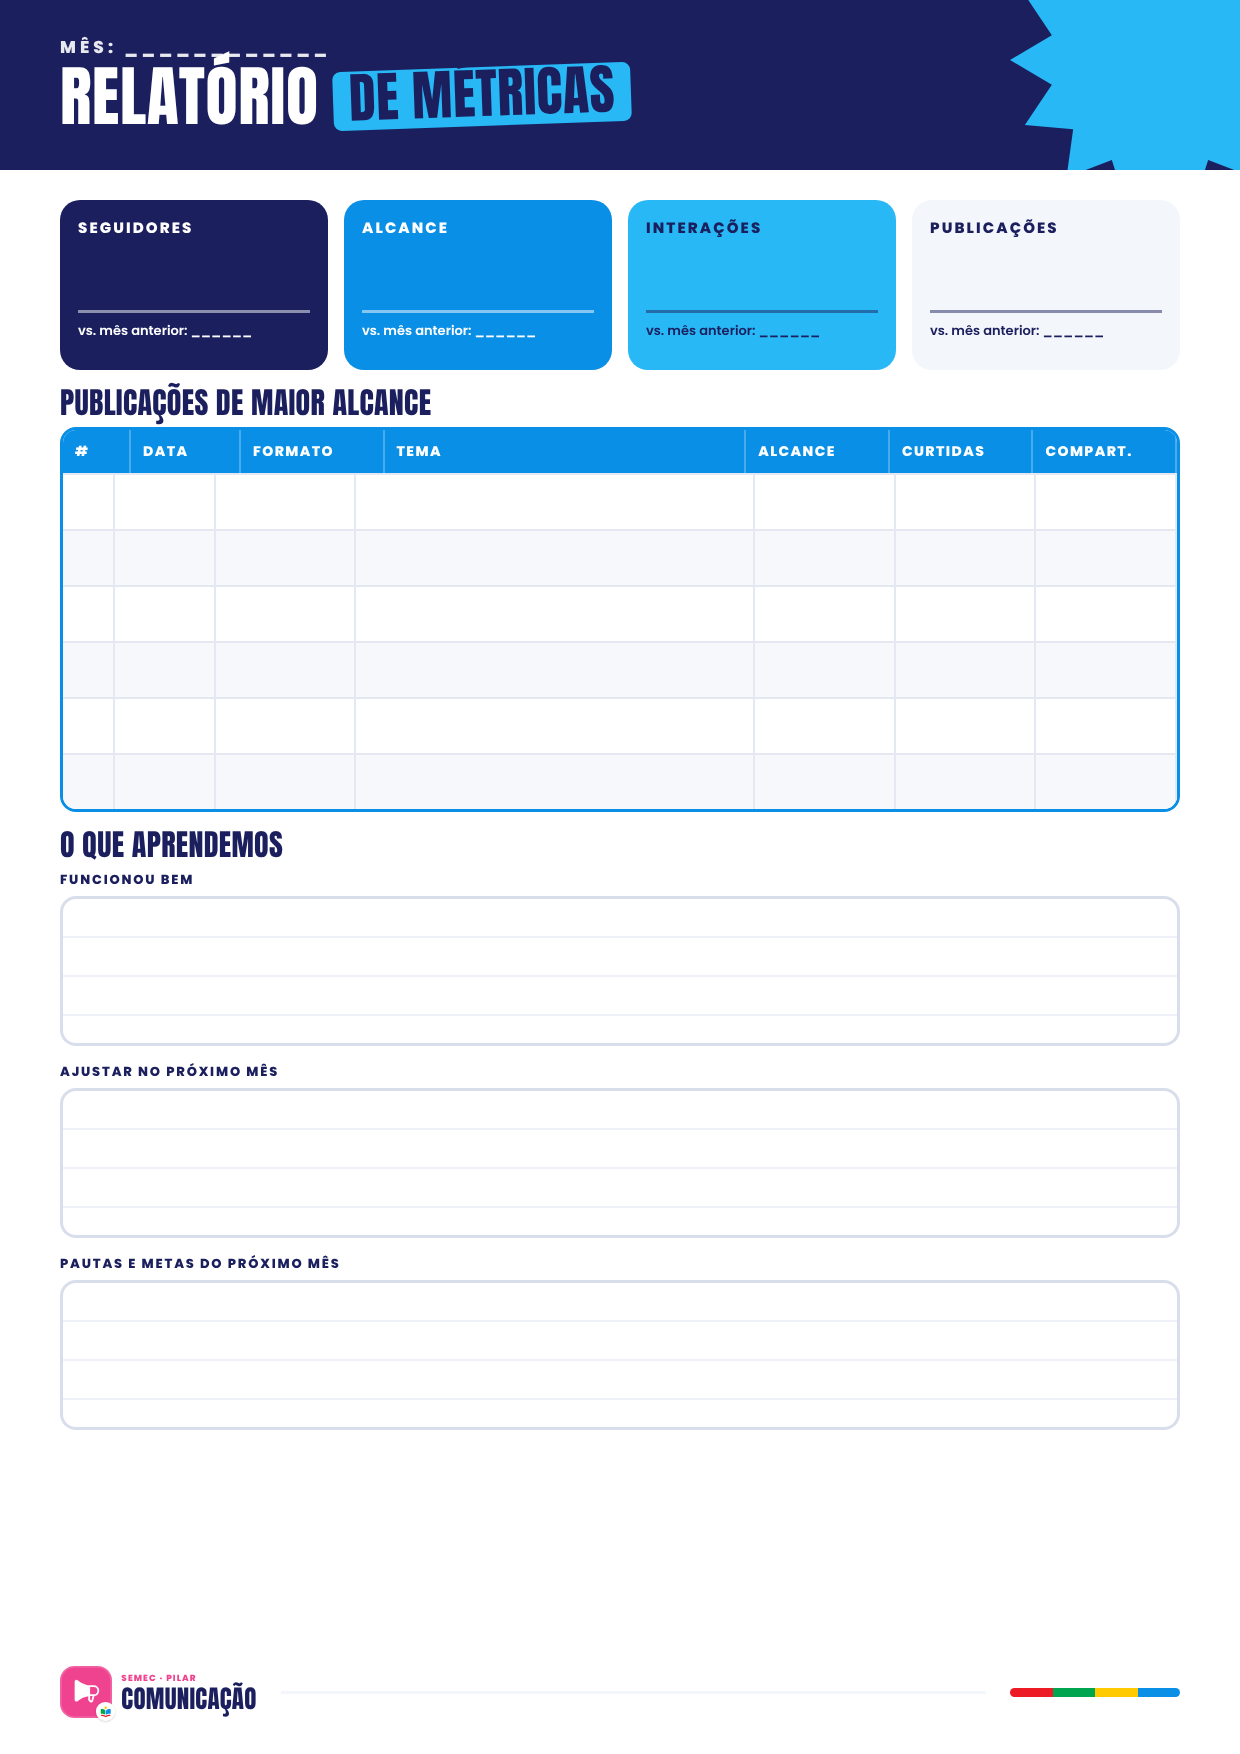 MÊS: ____________
RELATÓRIO DE MÉTRICAS
SEGUIDORES
vs. mês anterior: ______
ALCANCE
vs. mês anterior: ______
INTERAÇÕES
vs. mês anterior: ______
PUBLICAÇÕES
vs. mês anterior: ______
PUBLICAÇÕES DE MAIOR ALCANCE
# DATA FORMATO TEMA ALCANCE CURTIDAS COMPART.
O QUE APRENDEMOS
FUNCIONOU BEM
AJUSTAR NO PRÓXIMO MÊS
PAUTAS E METAS DO PRÓXIMO MÊS
SEMEC · PILAR
COMUNICAÇÃO